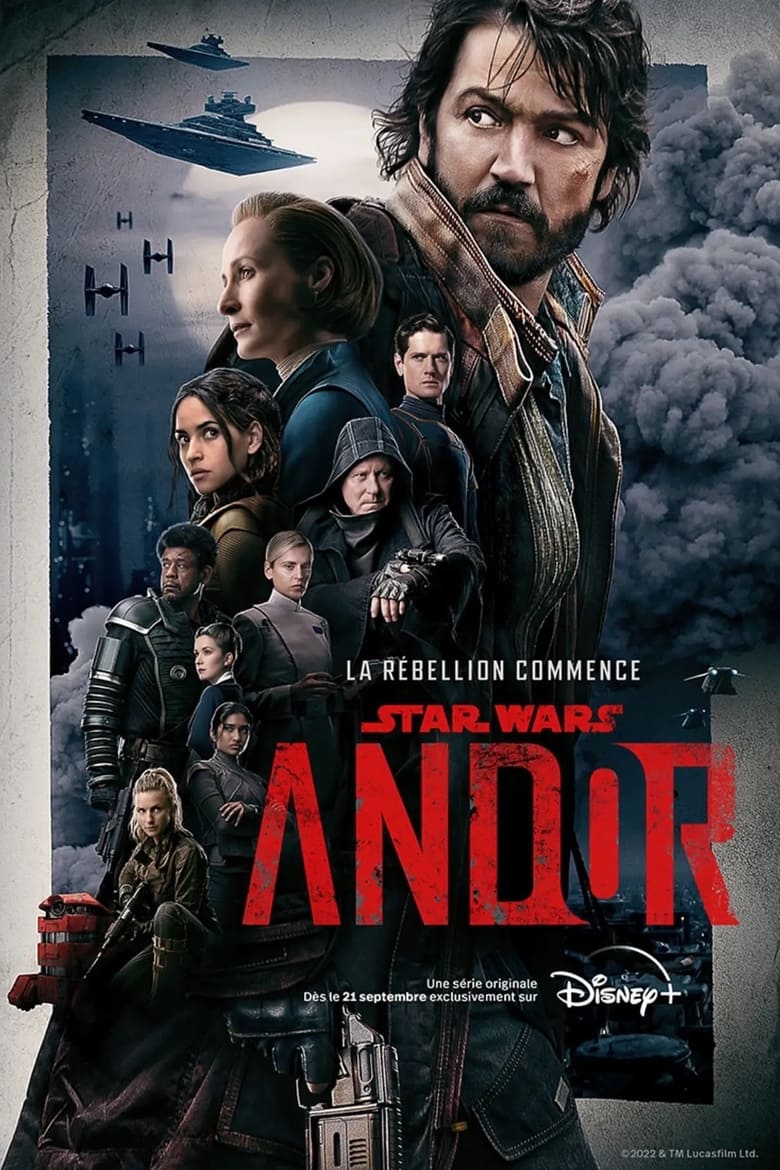 LA RÉBELLION COMMENCE
STAR WARS
ANDOR
Une série originale
Dès le 21 septembre exclusivement sur
Disney+
©2022 & TM Lucasfilm Ltd.